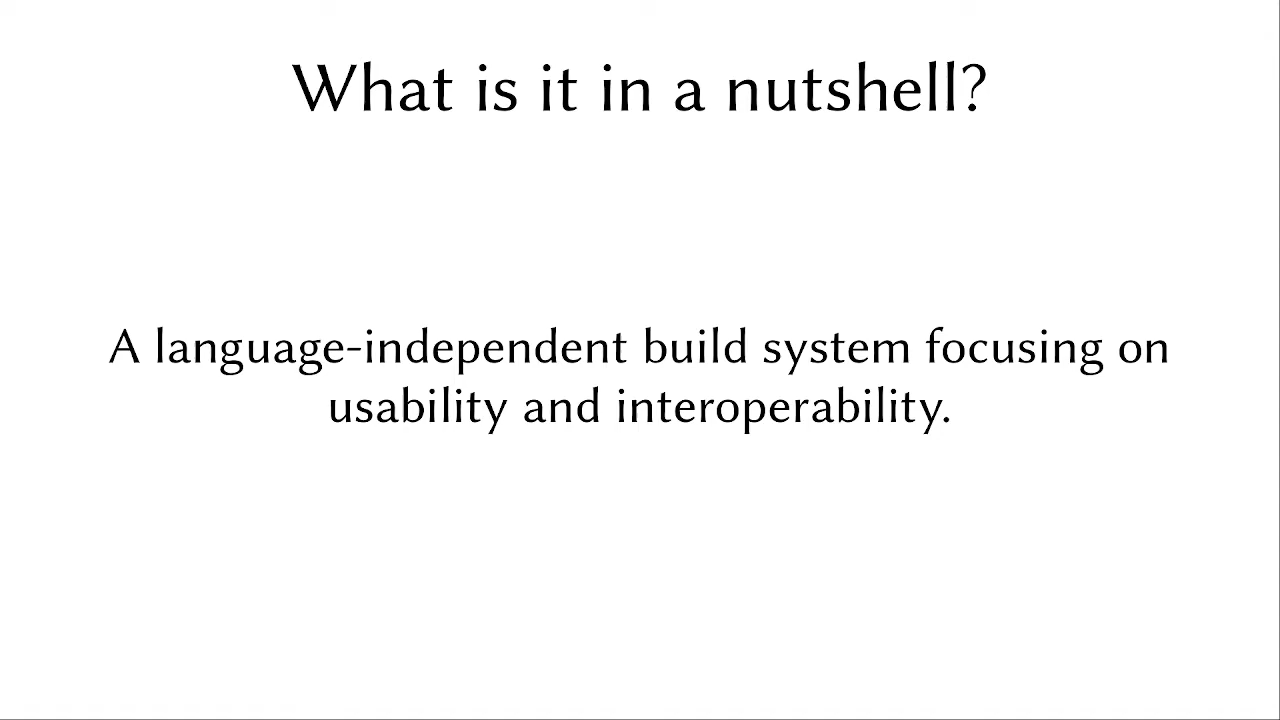 What is it in a nutshell?
A language-independent build system focusing on
usability and interoperability.